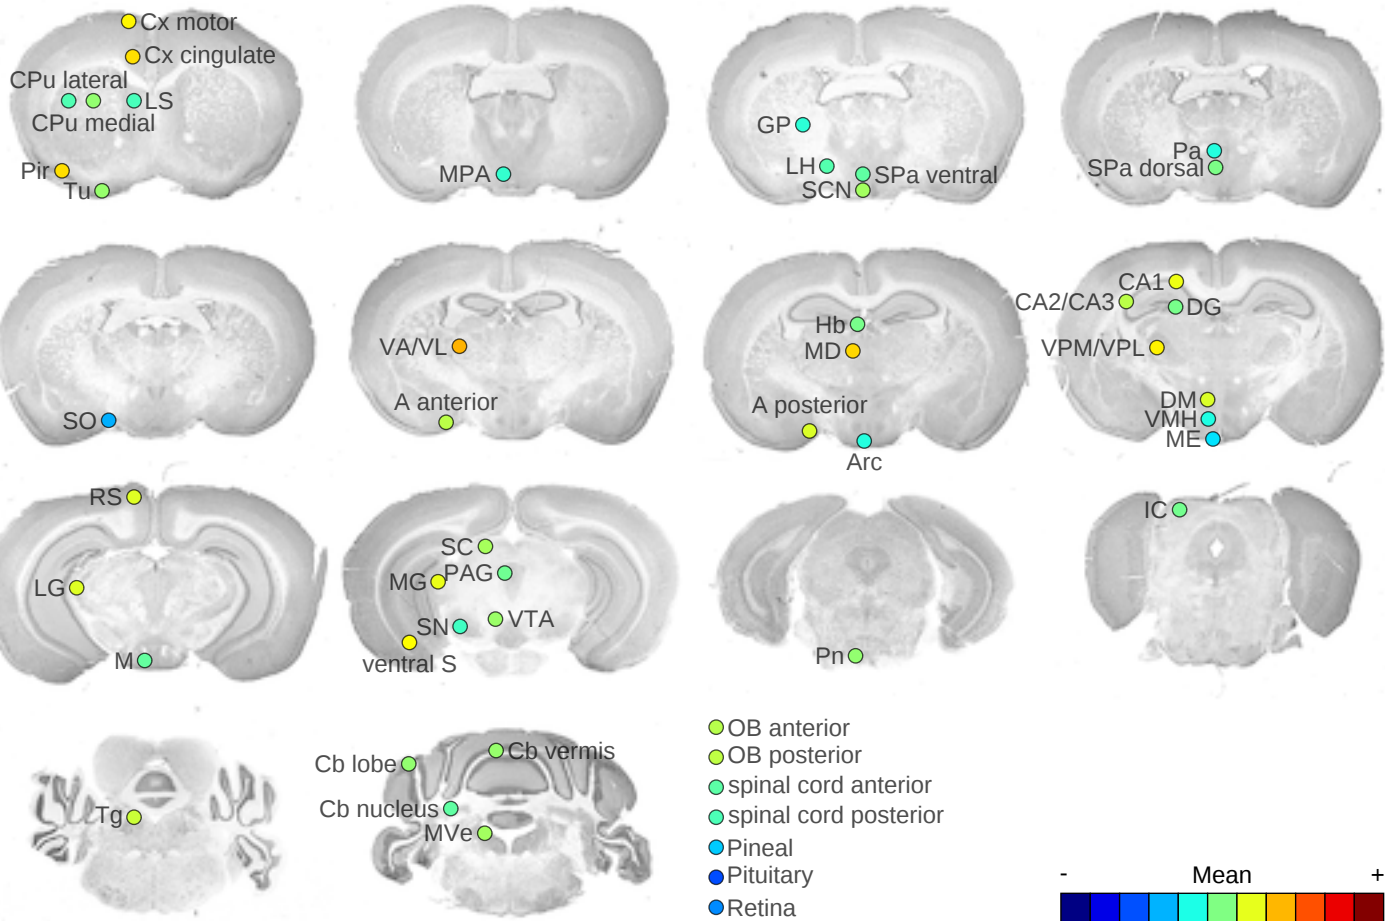 Cx motor
Cx cingulate
CPu lateral
LS
CPu medial
Pir
Tu
MPA
GP
LH
SPa ventral
SCN
Pa
SPa dorsal
SO
VA/VL
A anterior
Hb
MD
A posterior
Arc
CA1
CA2/CA3
DG
VPM/VPL
DM
VMH
ME
RS
LG
M
SC
PAG
MG
VTA
SN
ventral S
Pn
IC
Tg
Cb vermis
Cb lobe
Cb nucleus
MVe
OB anterior
OB posterior
spinal cord anterior
spinal cord posterior
Pineal
Pituitary
Retina
- Mean +